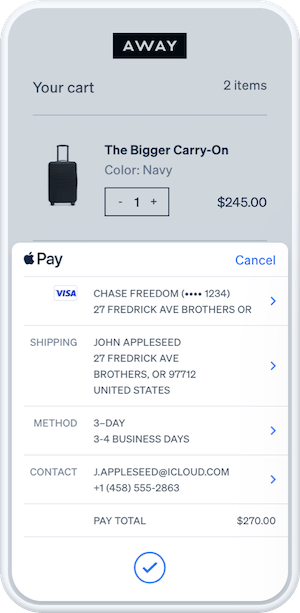 AWAY
Your cart 2 items
The Bigger Carry-On
Color: Navy
- 1 +
$245.00
Pay Cancel
VISA CHASE FREEDOM (•••• 1234)
27 FREDRICK AVE BROTHERS OR
SHIPPING JOHN APPLESEED
27 FREDRICK AVE
BROTHERS, OR 97712
UNITED STATES
METHOD 3–DAY
3-4 BUSINESS DAYS
CONTACT J.APPLESEED@ICLOUD.COM
+1 (458) 555-2863
PAY TOTAL $270.00